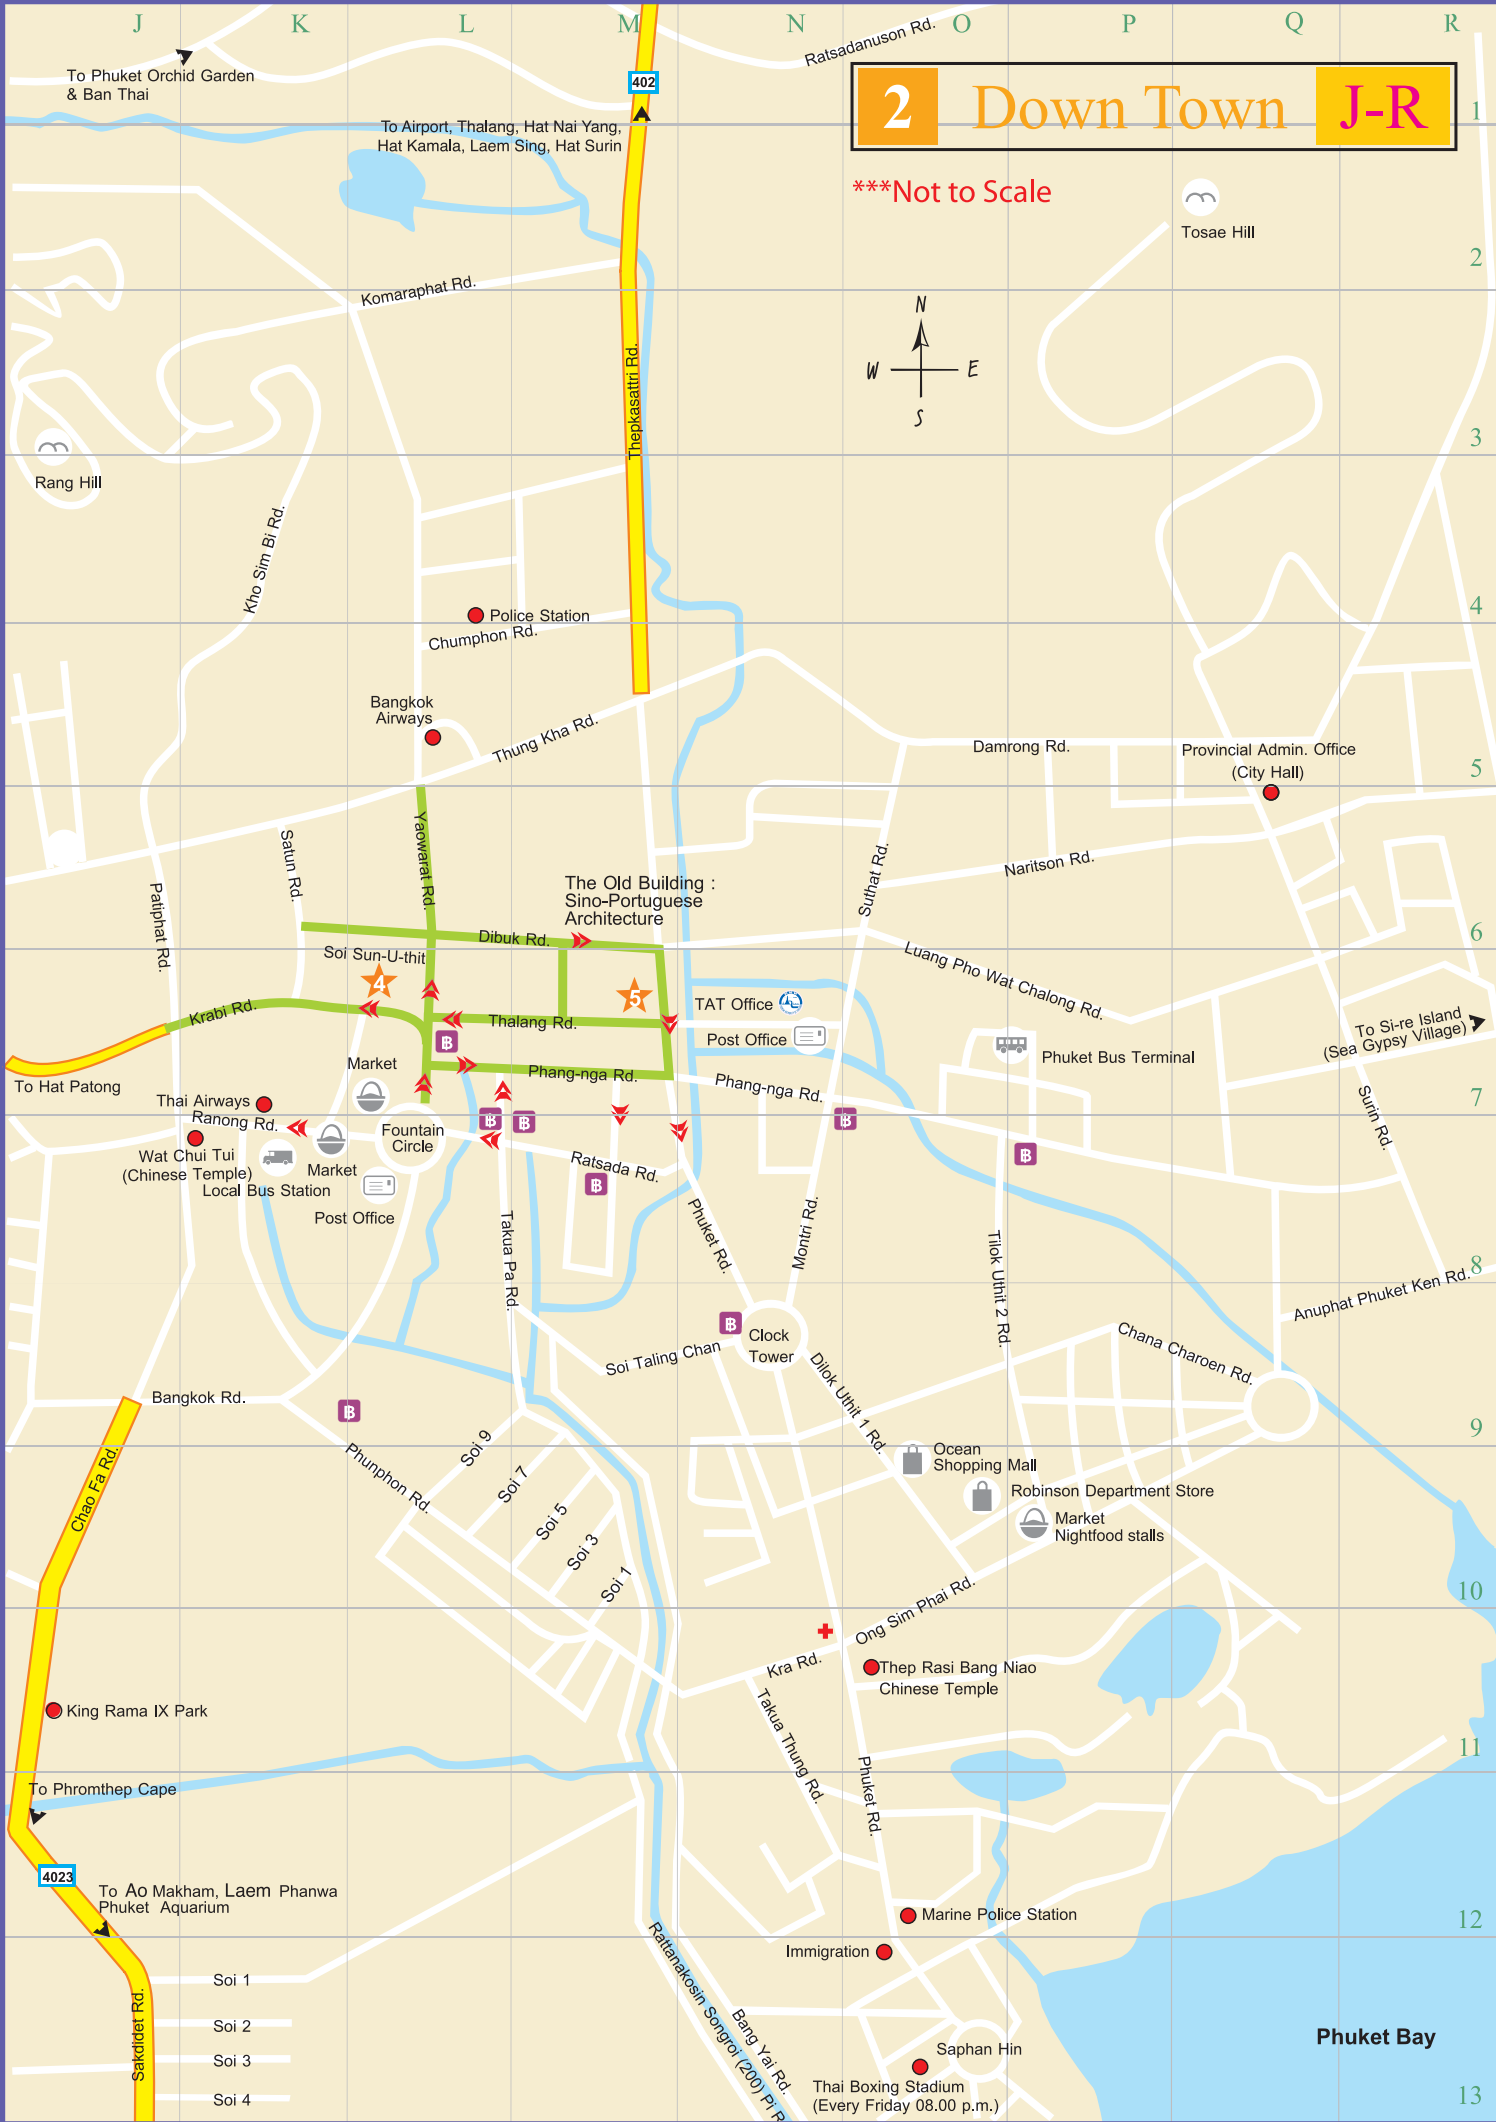 J K L M N O P Q R
Ratsadanuson Rd.
To Phuket Orchid Garden
& Ban Thai
402
2 Down Town J-R
1
To Airport, Thalang, Hat Nai Yang,
Hat Kamala, Laem Sing, Hat Surin
***Not to Scale
Tosae Hill
2
Komaraphat Rd.
N
W E
S
Thepkasattri Rd.
3
Rang Hill
Kho Sim Bi Rd.
4
Police Station
Chumphon Rd.
Bangkok
Airways
Thung Kha Rd.
Damrong Rd.
Provincial Admin. Office
(City Hall)
5
Satun Rd.
Yaowarat Rd.
Suthat Rd.
Naritson Rd.
Patiphat Rd.
The Old Building :
Sino-Portuguese
Architecture
6
Dibuk Rd.
Soi Sun-U-thit
Luang Pho Wat Chalong Rd.
4
5
TAT Office
Krabi Rd.
Thalang Rd.
Post Office
To Si-re Island
(Sea Gypsy Village)
฿
Phuket Bus Terminal
Market
Phang-nga Rd.
Phang-nga Rd.
To Hat Patong
Thai Airways
Surin Rd.
7
Ranong Rd.
฿ ฿ ฿
Fountain
Circle
Wat Chui Tui
(Chinese Temple)
Market
Ratsada Rd.
฿
฿
Local Bus Station
Post Office
Takua Pa Rd.
Phuket Rd.
Montri Rd.
Tilok Uthit 2 Rd.
8
Anuphat Phuket Ken Rd.
฿
Clock
Tower
Soi Taling Chan
Chana Charoen Rd.
Dilok Uthit 1 Rd.
Bangkok Rd.
฿
9
Chao Fa Rd.
Phunphon Rd.
Soi 9
Soi 7
Soi 5
Soi 3
Soi 1
Ocean
Shopping Mall
Robinson Department Store
Market
Nightfood stalls
10
Ong Sim Phai Rd.
Kra Rd.
Thep Rasi Bang Niao
Chinese Temple
King Rama IX Park
Takua Thung Rd.
Phuket Rd.
11
To Phromthep Cape
4023
To Ao Makham, Laem Phanwa
Phuket Aquarium
Marine Police Station
12
Immigration
Rattanakosin Songroi (200) Pi R
Bang Yai Rd.
Soi 1
Sakdidet Rd.
Soi 2
Soi 3
Soi 4
Phuket Bay
Saphan Hin
Thai Boxing Stadium
(Every Friday 08.00 p.m.)
13